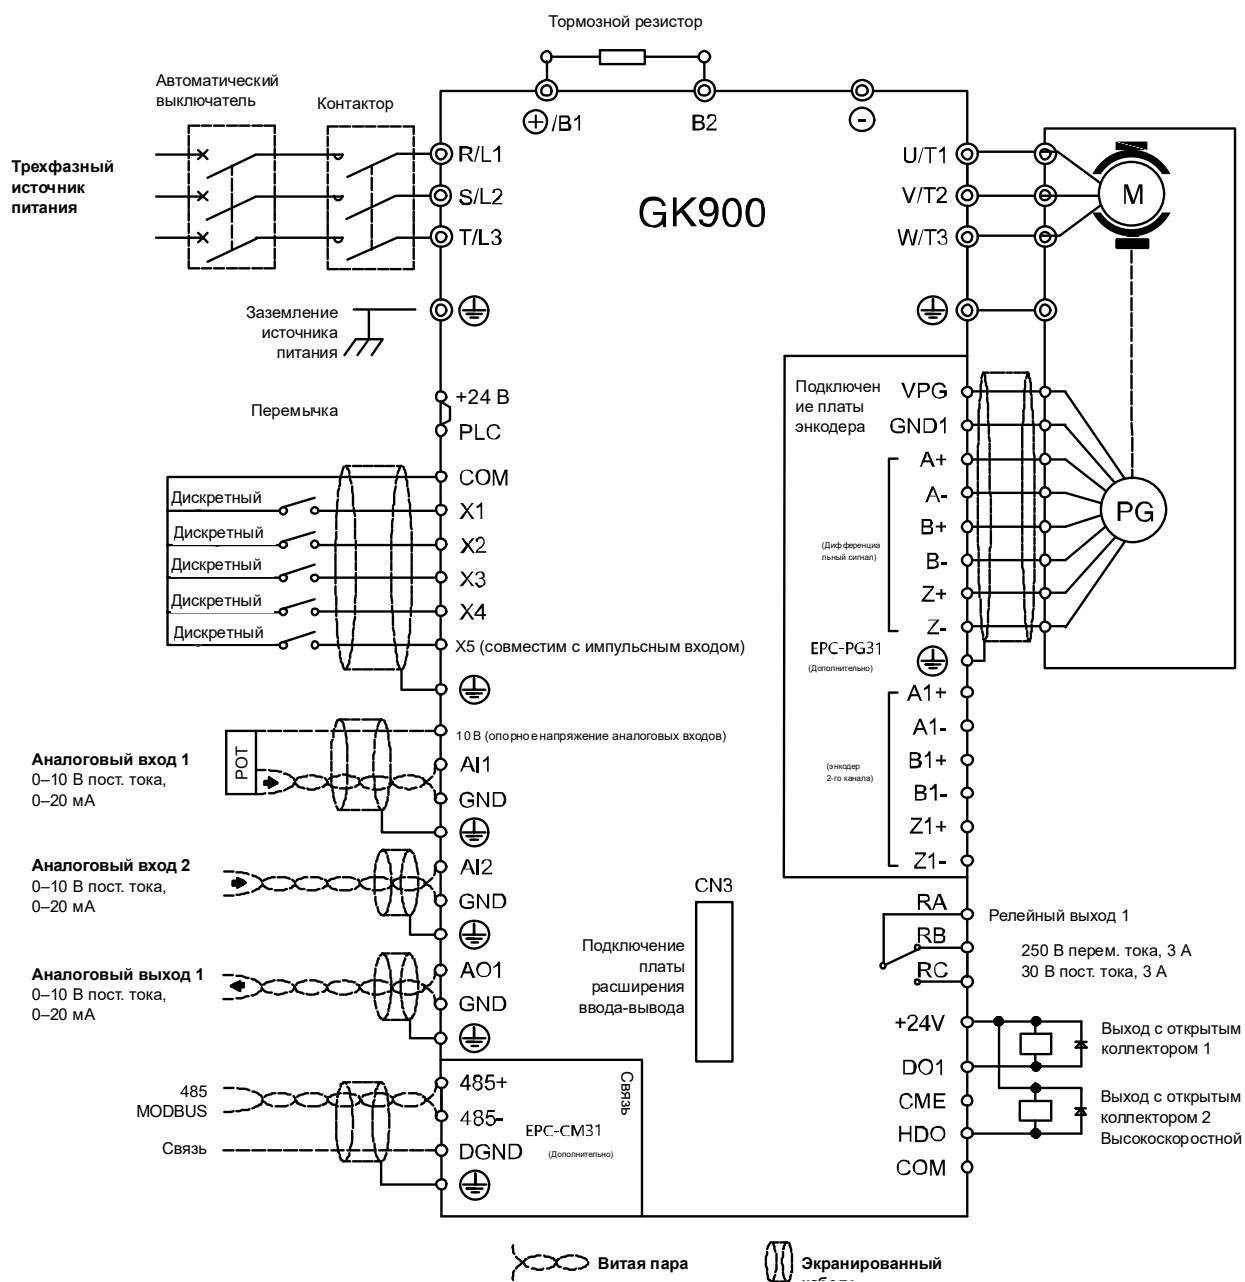 Тормозной резистор
Автоматический
выключатель
Контактор
⊕/B1
B2
⊖
Трехфазный
источник
питания
R/L1
S/L2
T/L3
GK900
U/T1
V/T2
W/T3
M
Заземление
источника
питания
Перемычка
+24 В
PLC
COM
Дискретный
X1
Дискретный
X2
Дискретный
X3
Дискретный
X4
Дискретный
X5 (совместим с импульсным входом)
Подключен
ие платы
энкодера
VPG
GND1
A+
A-
B+
B-
Z+
Z-
(Дифференциа
льный сигнал)
PG
EPC-PG31
(Дополнительно)
A1+
A1-
B1+
B1-
Z1+
Z1-
(энкодер
2-го канала)
10 В (опорное напряжение аналоговых входов)
POT
Аналоговый вход 1
0–10 В пост. тока,
0–20 мА
AI1
GND
Аналоговый вход 2
0–10 В пост. тока,
0–20 мА
AI2
GND
Аналоговый выход 1
0–10 В пост. тока,
0–20 мА
AO1
GND
CN3
Подключение
платы
расширения
ввода-вывода
RA
RB
RC
Релейный выход 1
250 В перем. тока, 3 А
30 В пост. тока, 3 А
+24V
DO1
CME
HDO
COM
Выход с открытым
коллектором 1
Выход с открытым
коллектором 2
Высокоскоростной
485
MODBUS
Связь
485+
485-
DGND
EPC-CM31
(Дополнительно)
Связь
Витая пара
Экранированный